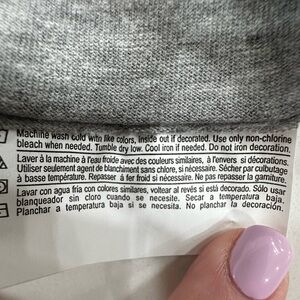 Machine wash cold with like colors, inside out if decorated. Use only non-chlorine
bleach when needed. Tumble dry low. Cool iron if needed. Do not iron decoration.
Laver à la machine à l'eau froide avec des couleurs similaires, à l'envers si décorations.
Utiliser seulement agent de blanchiment sans chlore, si nécessaire. Sécher par culbutage
à basse température. Repasser à fer froid si nécessaire. Ne pas repasser la garniture.
Lavar con agua fría con colores similares, voltear al revés si está decorado. Sólo usar
blanqueador sin cloro cuando se necesite. Secar a temperatura baja.
Planchar a temperatura baja si se necesita. No planchar la decoración.